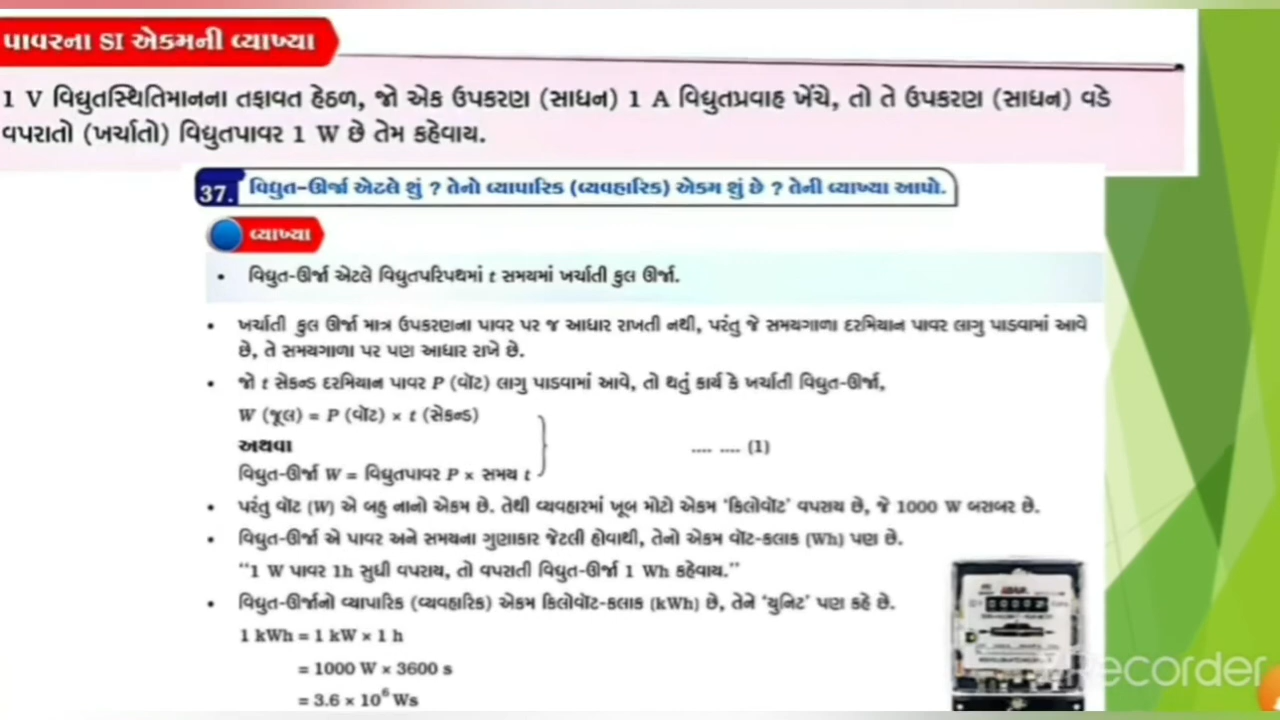 પાવરના SI એકમની વ્યાખ્યા
1 V વિદ્યુતસ્થિતિમાનના તફાવત હેઠળ, જો એક ઉપકરણ (સાધન) 1 A વિદ્યુતપ્રવાહ ખેંચે, તો તે ઉપકરણ (સાધન) વડે
વપરાતો (ખર્ચાતો) વિદ્યુતપાવર 1 W છે તેમ કહેવાય.
37. વિદ્યુત-ઊર્જા એટલે શું ? તેનો વ્યાપારિક (વ્યવહારિક) એકમ શું છે ? તેની વ્યાખ્યા આપો.
વ્યાખ્યા
• વિદ્યુત-ઊર્જા એટલે વિદ્યુતપરિપથમાં t સમયમાં ખર્ચાતી કુલ ઊર્જા.
• ખર્ચાતી કુલ ઊર્જા માત્ર ઉપકરણના પાવર પર જ આધાર રાખતી નથી, પરંતુ જે સમયગાળા દરમિયાન પાવર લાગુ પાડવામાં આવે
છે, તે સમયગાળા પર પણ આધાર રાખે છે.
• જો t સેકન્ડ દરમિયાન પાવર P (વૉટ) લાગુ પાડવામાં આવે, તો થતું કાર્ય કે ખર્ચાતી વિદ્યુત-ઊર્જા,
W (જૂલ) = P (વૉટ) × t (સેકન્ડ)
અથવા .... .... (1)
વિદ્યુત-ઊર્જા W = વિદ્યુતપાવર P × સમય t
• પરંતુ વૉટ (W) એ બહુ નાનો એકમ છે. તેથી વ્યવહારમાં ખૂબ મોટો એકમ ‘કિલોવૉટ’ વપરાય છે, જે 1000 W બરાબર છે.
• વિદ્યુત-ઊર્જા એ પાવર અને સમયના ગુણાકાર જેટલી હોવાથી, તેનો એકમ વૉટ-કલાક (Wh) પણ છે.
“1 W પાવર 1h સુધી વપરાય, તો વપરાતી વિદ્યુત-ઊર્જા 1 Wh કહેવાય.”
• વિદ્યુત-ઊર્જાનો વ્યાપારિક (વ્યવહારિક) એકમ કિલોવૉટ-કલાક (kWh) છે, તેને ‘યુનિટ’ પણ કહે છે.
1 kWh = 1 kW × 1 h
= 1000 W × 3600 s
= 3.6 × 10⁶ Ws
Recorder